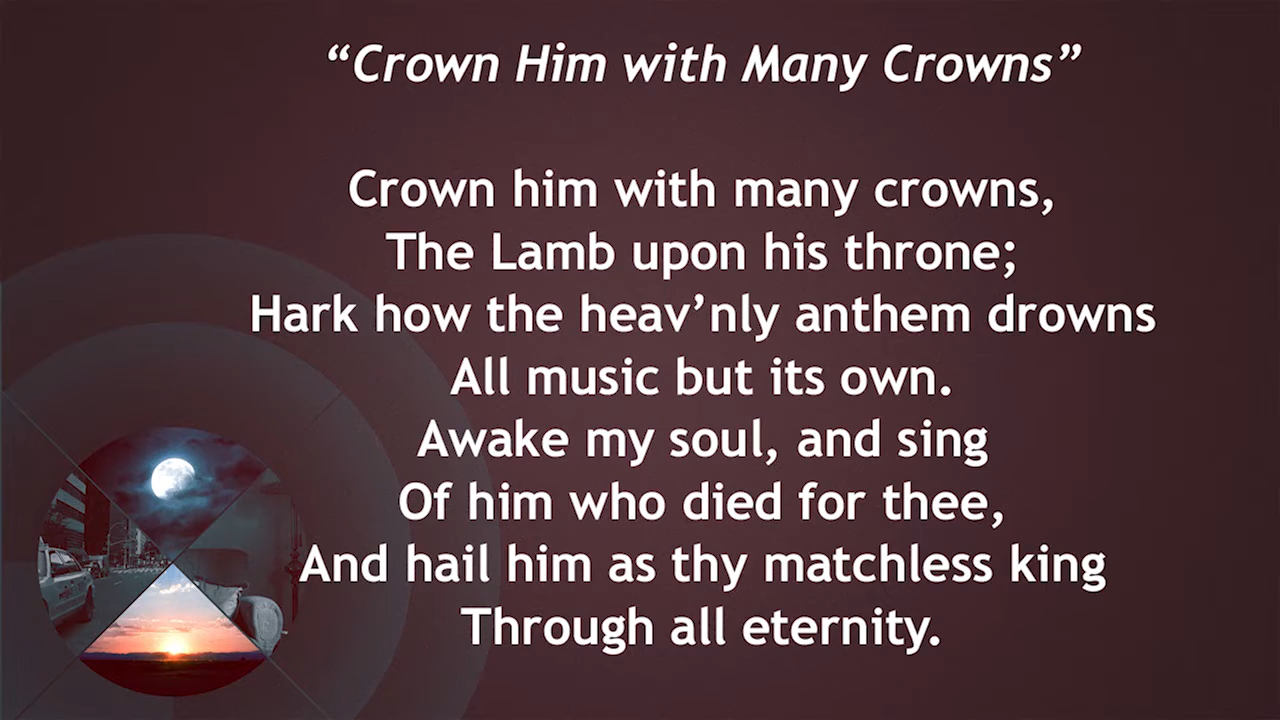 “Crown Him with Many Crowns”
Crown him with many crowns,
The Lamb upon his throne;
Hark how the heav’nly anthem drowns
All music but its own.
Awake my soul, and sing
Of him who died for thee,
And hail him as thy matchless king
Through all eternity.